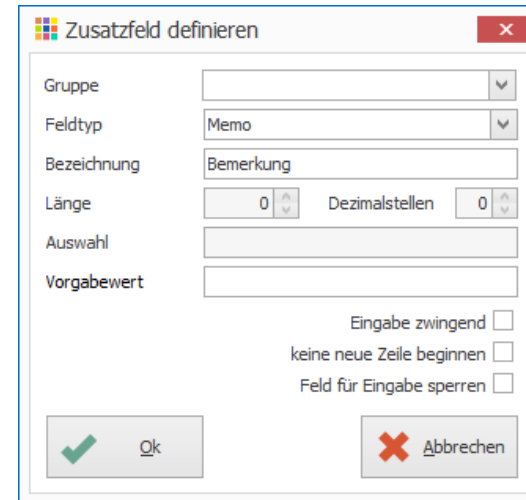 Zusatzfeld definieren
Gruppe
Feldtyp Memo
Bezeichnung Bemerkung
Länge 0 Dezimalstellen 0
Auswahl
Vorgabewert
Eingabe zwingend
keine neue Zeile beginnen
Feld für Eingabe sperren
Ok Abbrechen